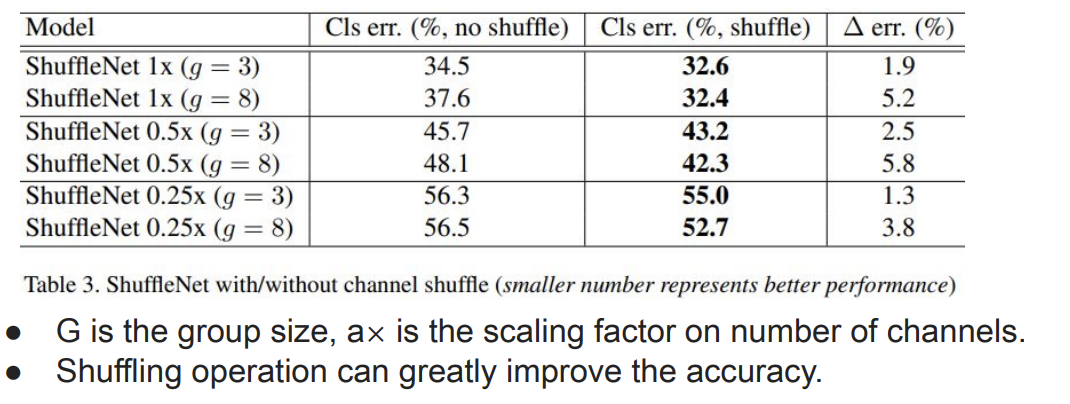 Model Cls err. (%, no shuffle) Cls err. (%, shuffle) Δ err. (%)
ShuffleNet 1x (g = 3) 34.5 32.6 1.9
ShuffleNet 1x (g = 8) 37.6 32.4 5.2
ShuffleNet 0.5x (g = 3) 45.7 43.2 2.5
ShuffleNet 0.5x (g = 8) 48.1 42.3 5.8
ShuffleNet 0.25x (g = 3) 56.3 55.0 1.3
ShuffleNet 0.25x (g = 8) 56.5 52.7 3.8
Table 3. ShuffleNet with/without channel shuffle (smaller number represents better performance)
● G is the group size, a× is the scaling factor on number of channels.
● Shuffling operation can greatly improve the accuracy.